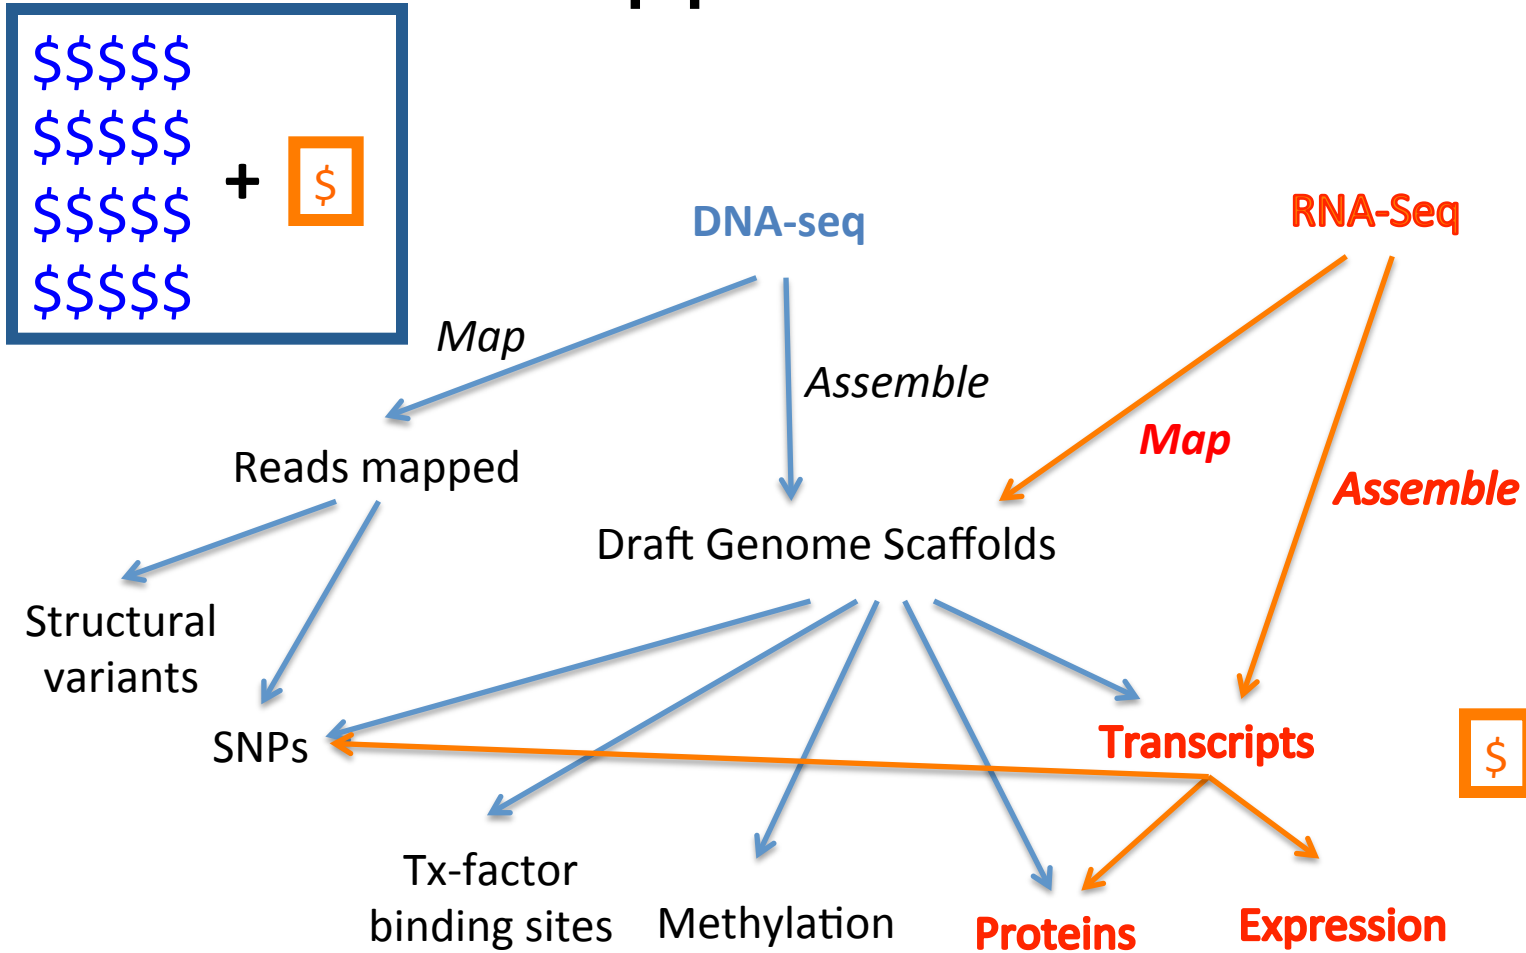 $$$$$
$$$$$
$$$$$
$$$$$
+
$
DNA-seq
RNA-Seq
Map
Assemble
Map
Assemble
Reads mapped
Draft Genome Scaffolds
Structural
variants
SNPs
Transcripts
$
Tx-factor
binding sites
Methylation
Proteins
Expression